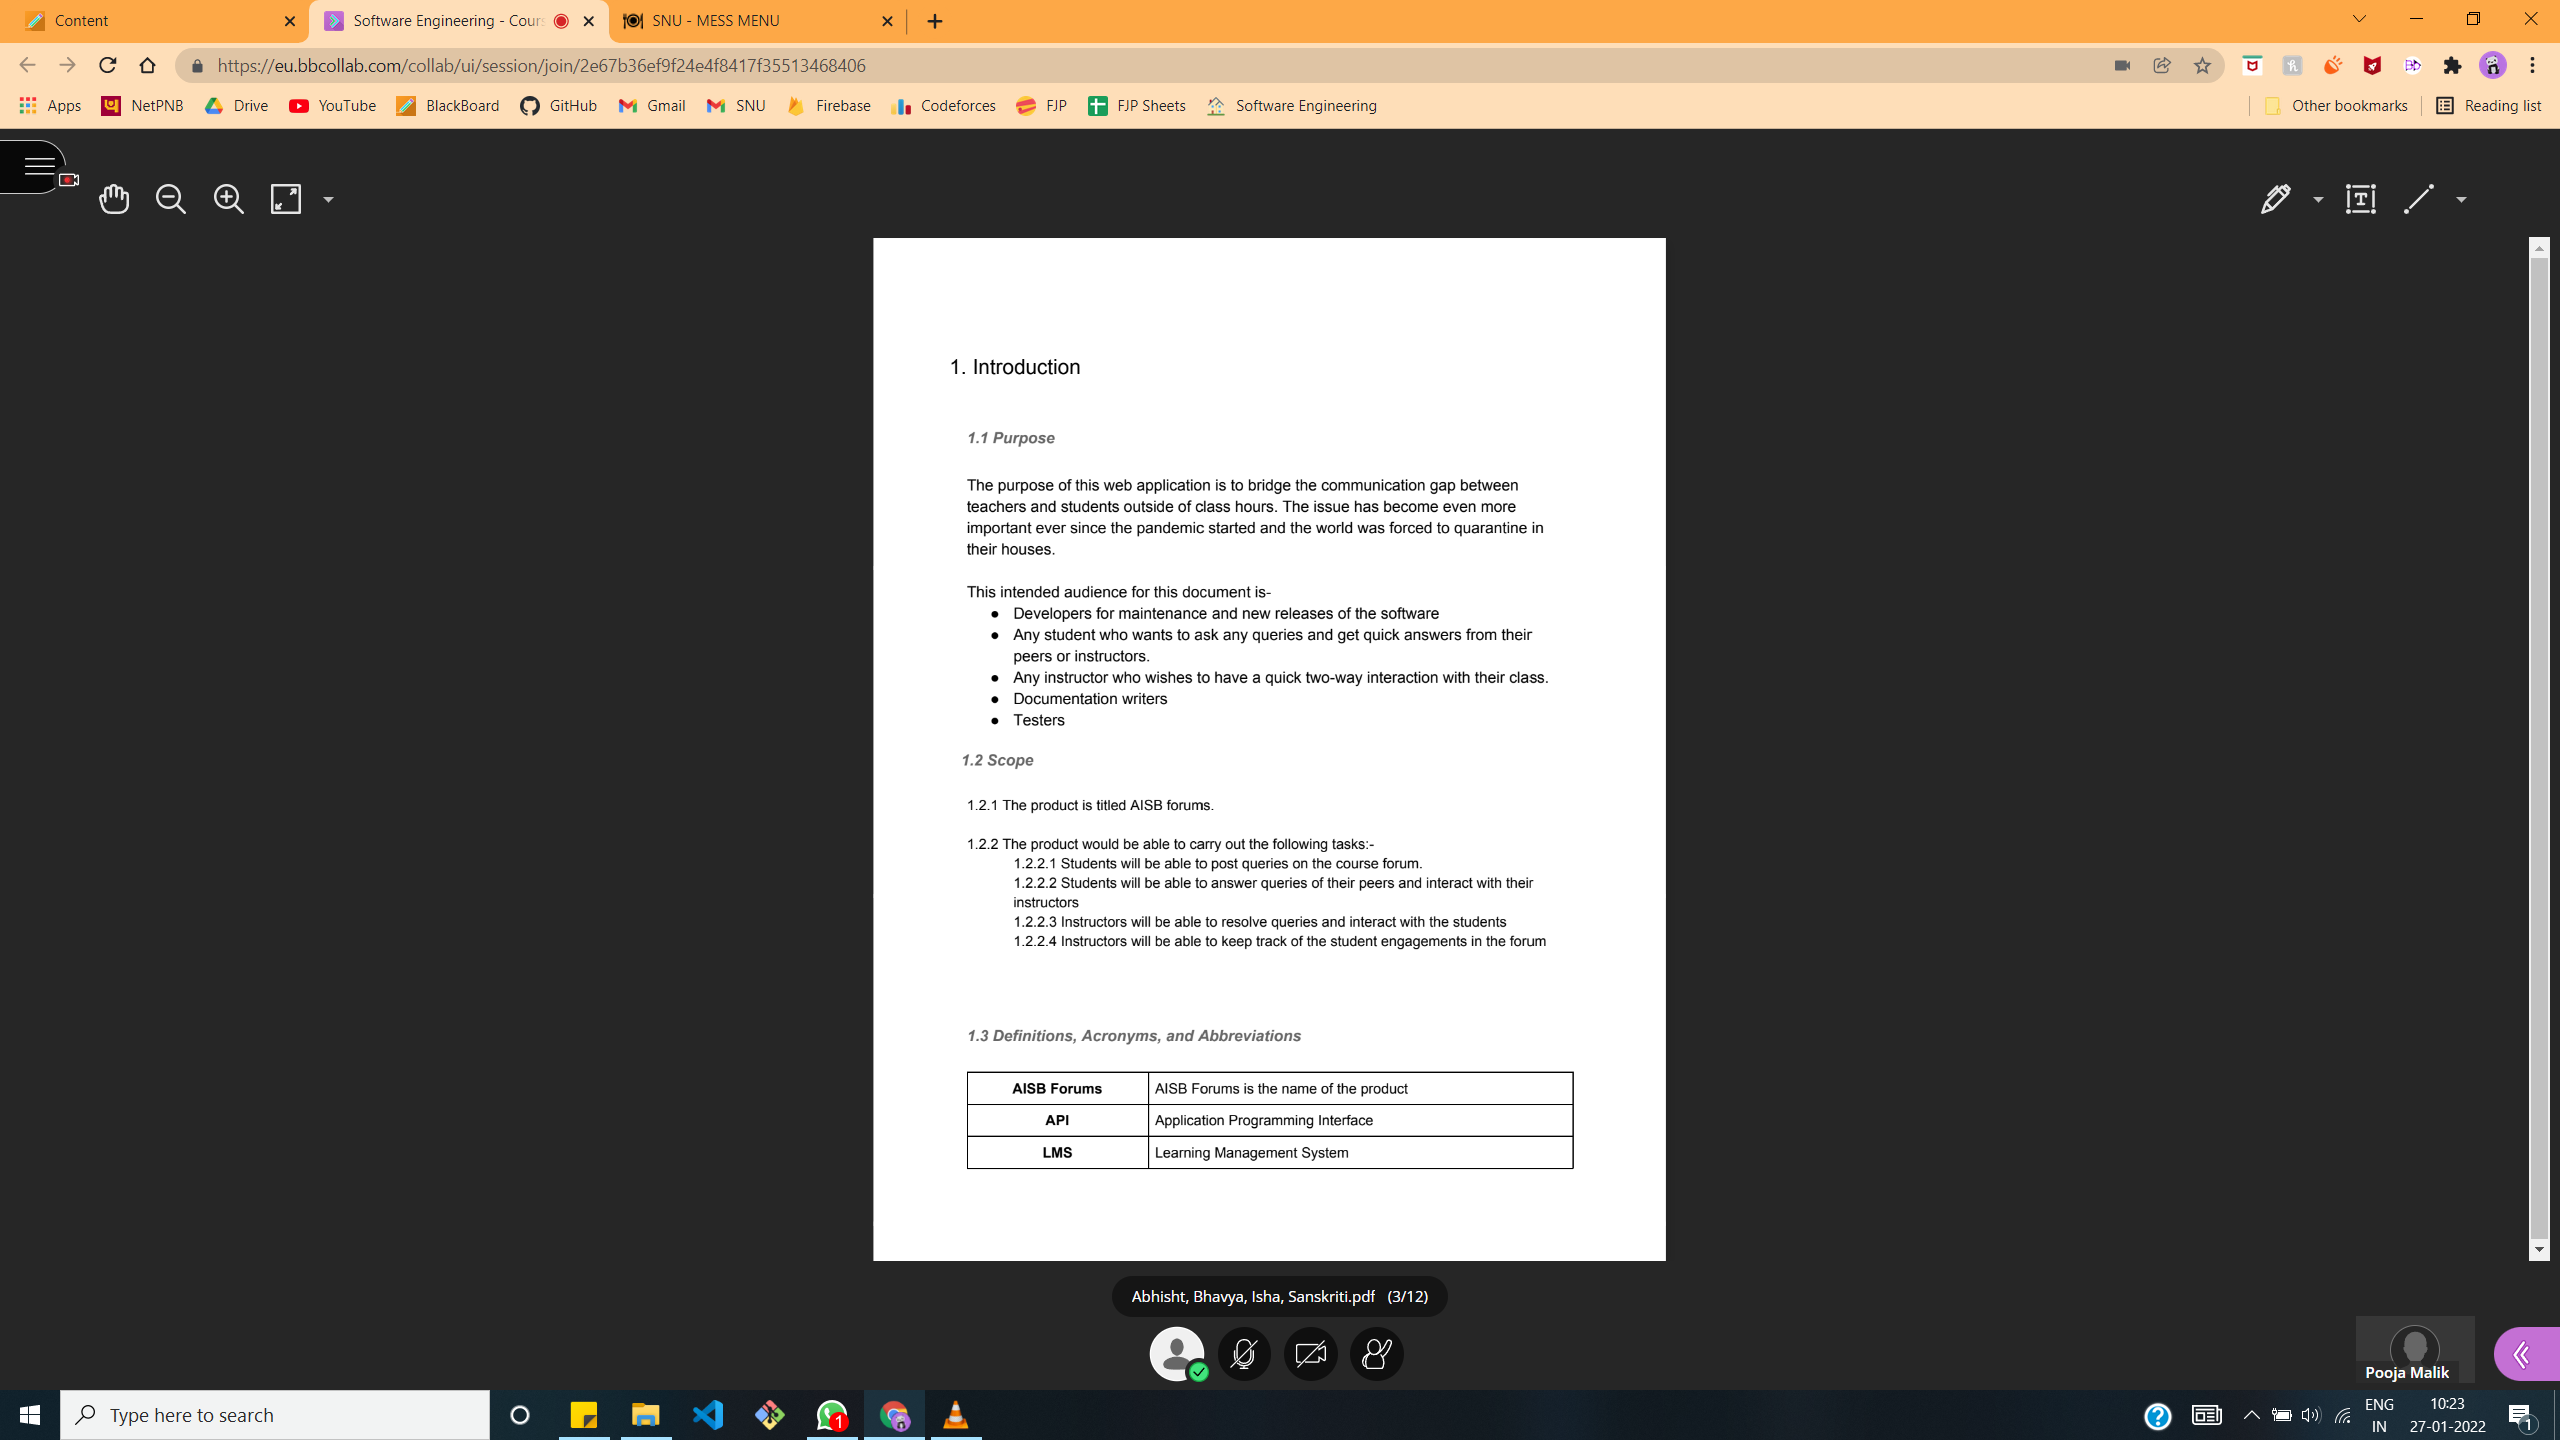 Content
Software Engineering - Cour
SNU - MESS MENU
https://eu.bbcollab.com/collab/ui/session/join/2e67b36ef9f24e4f8417f35513468406
Apps
NetPNB
Drive
YouTube
BlackBoard
GitHub
Gmail
SNU
Firebase
Codeforces
FJP
FJP Sheets
Software Engineering
Other bookmarks
Reading list
1. Introduction
1.1 Purpose
The purpose of this web application is to bridge the communication gap between
teachers and students outside of class hours. The issue has become even more
important ever since the pandemic started and the world was forced to quarantine in
their houses.
This intended audience for this document is-
● Developers for maintenance and new releases of the software
● Any student who wants to ask any queries and get quick answers from their
peers or instructors.
● Any instructor who wishes to have a quick two-way interaction with their class.
● Documentation writers
● Testers
1.2 Scope
1.2.1 The product is titled AISB forums.
1.2.2 The product would be able to carry out the following tasks:-
1.2.2.1 Students will be able to post queries on the course forum.
1.2.2.2 Students will be able to answer queries of their peers and interact with their
instructors
1.2.2.3 Instructors will be able to resolve queries and interact with the students
1.2.2.4 Instructors will be able to keep track of the student engagements in the forum
1.3 Definitions, Acronyms, and Abbreviations
AISB Forums AISB Forums is the name of the product
API Application Programming Interface
LMS Learning Management System
Abhisht, Bhavya, Isha, Sanskriti.pdf (3/12)
Pooja Malik
Type here to search
1
ENG
IN
10:23
27-01-2022
1